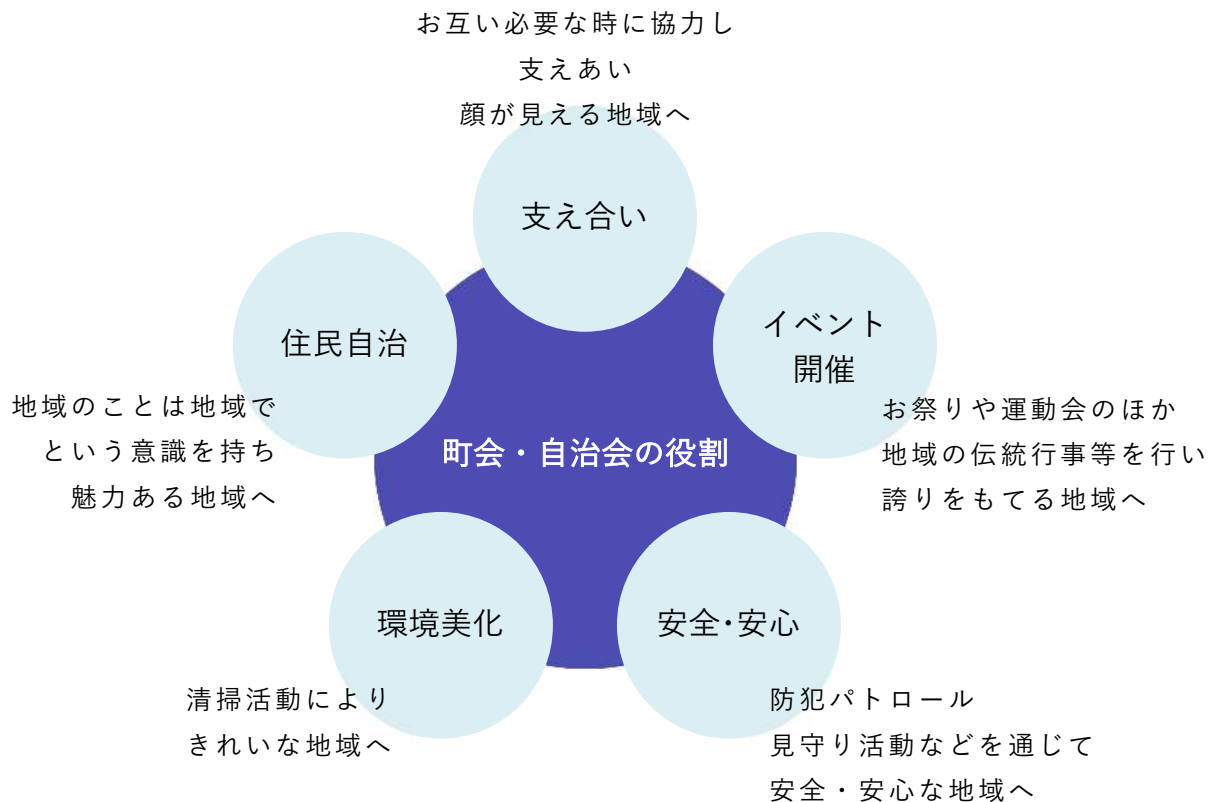 お互い必要な時に協力し
支えあい
顔が見える地域へ
支え合い
イベント
開催
お祭りや運動会のほか
地域の伝統行事等を行い
誇りをもてる地域へ
住民自治
地域のことは地域で
という意識を持ち
魅力ある地域へ
町会・自治会の役割
環境美化
清掃活動により
きれいな地域へ
安全・安心
防犯パトロール
見守り活動などを通じて
安全・安心な地域へ